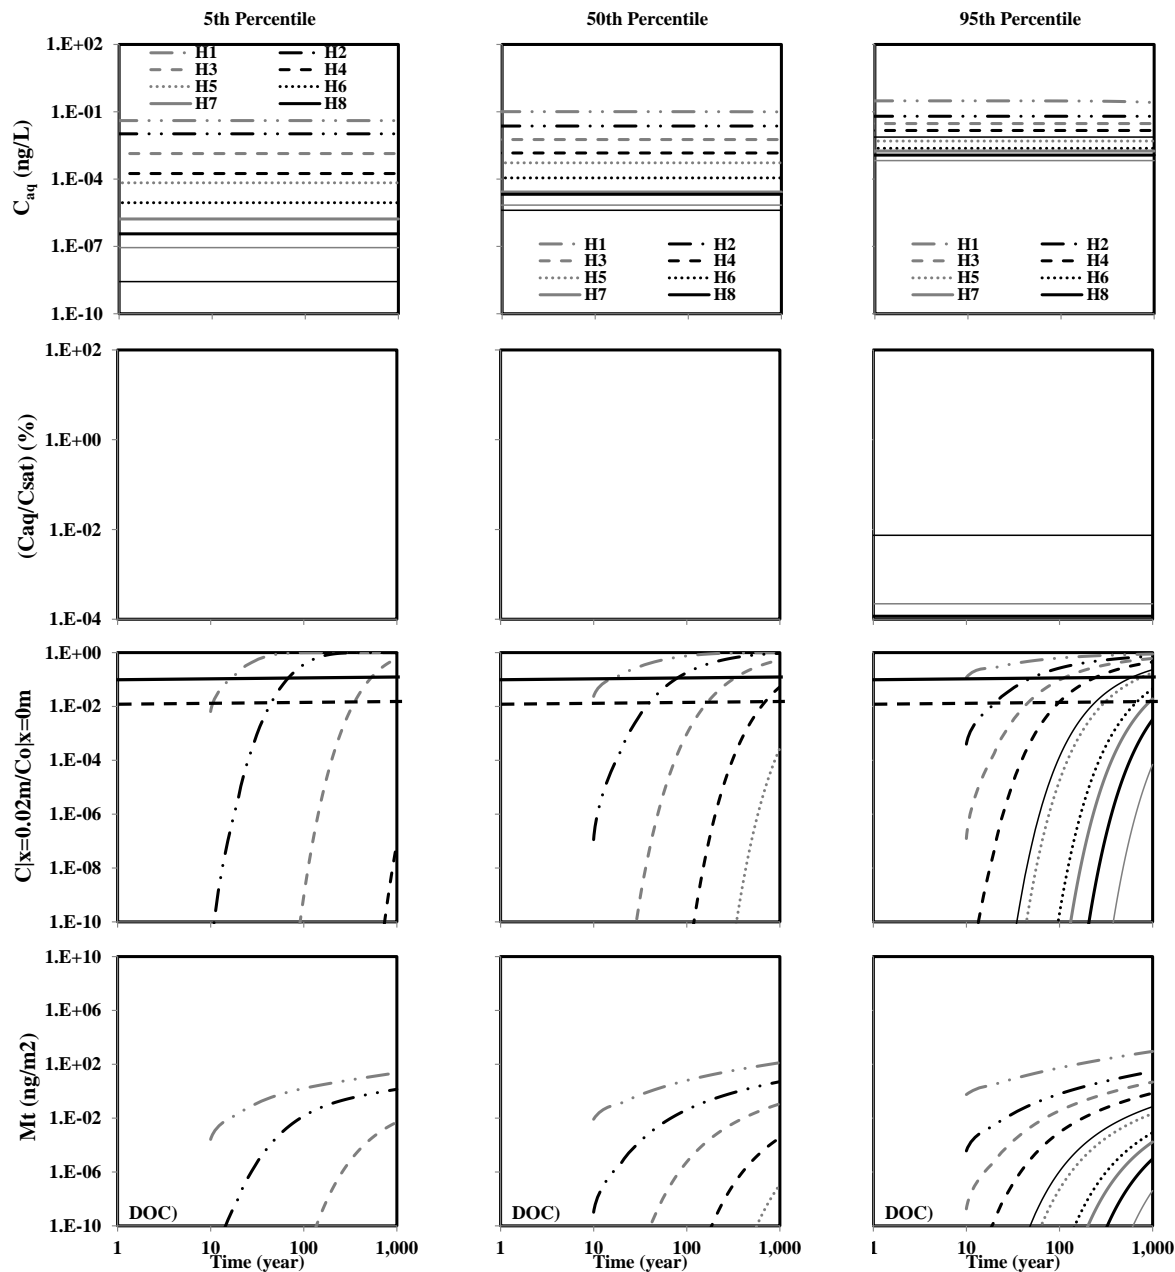 5th Percentile 50th Percentile 95th Percentile
Caq (ng/L)
1.E+02
1.E-01
1.E-04
1.E-07
1.E-10
H1 H2
H3 H4
H5 H6
H7 H8
H1 H2
H3 H4
H5 H6
H7 H8
H1 H2
H3 H4
H5 H6
H7 H8
(Caq/Csat) (%)
1.E+02
1.E+00
1.E-02
1.E-04
C|x=0.02m/Co|x=0m
1.E+00
1.E-02
1.E-04
1.E-06
1.E-08
1.E-10
Mt (ng/m2)
1.E+10
1.E+06
1.E+02
1.E-02
1.E-06
1.E-10
DOC) DOC) DOC)
1 10 100 1,000 1 10 100 1,000 1 10 100 1,000
Time (year) Time (year) Time (year)